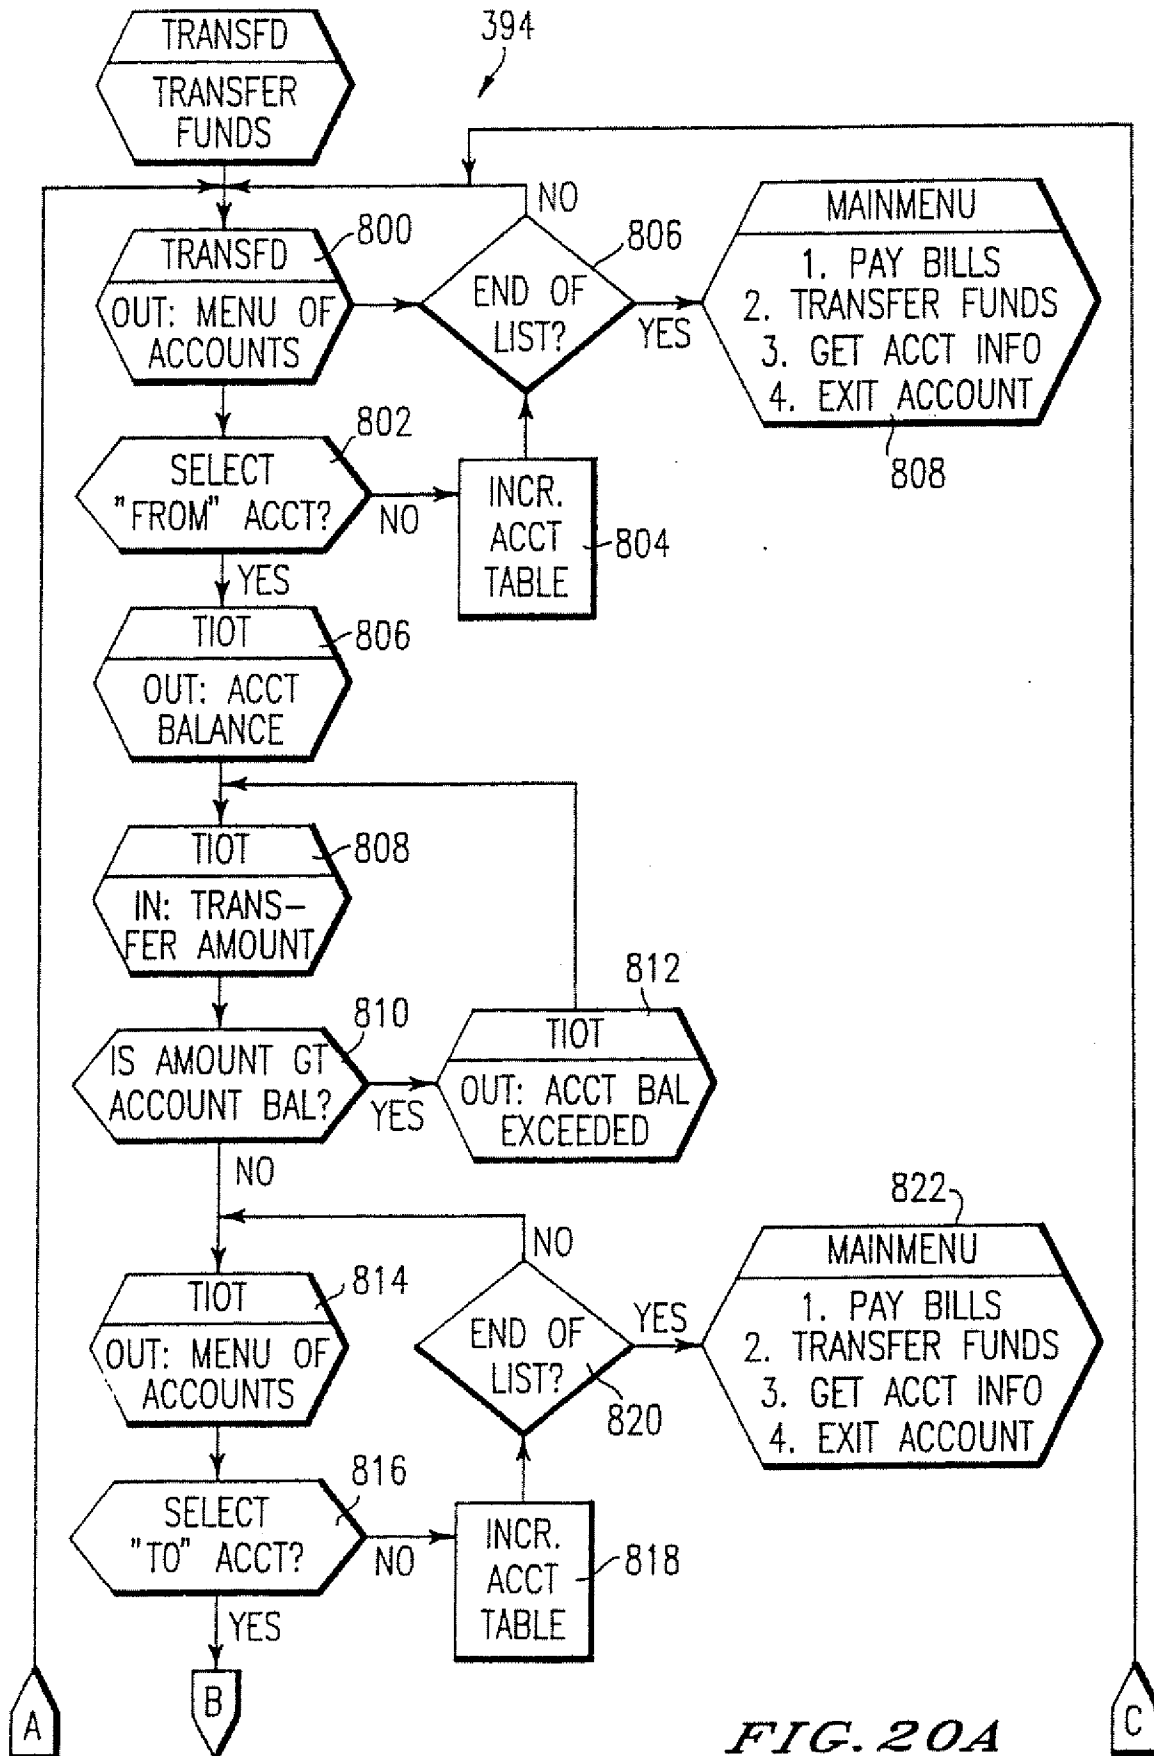 TRANSFD
TRANSFER
FUNDS
394
TRANSFD
OUT: MENU OF
ACCOUNTS
800
NO
END OF
LIST?
806
YES
MAINMENU
1. PAY BILLS
2. TRANSFER FUNDS
3. GET ACCT INFO
4. EXIT ACCOUNT
808
SELECT
"FROM" ACCT?
802
NO
INCR.
ACCT
TABLE
804
YES
TIOT
OUT: ACCT
BALANCE
806
TIOT
IN: TRANS–
FER AMOUNT
808
IS AMOUNT GT
ACCOUNT BAL?
810
YES
TIOT
OUT: ACCT BAL
EXCEEDED
812
NO
TIOT
OUT: MENU OF
ACCOUNTS
814
NO
END OF
LIST?
820
YES
MAINMENU
1. PAY BILLS
2. TRANSFER FUNDS
3. GET ACCT INFO
4. EXIT ACCOUNT
822
SELECT
"TO" ACCT?
816
NO
INCR.
ACCT
TABLE
818
YES
A
B
C
FIG. 20A